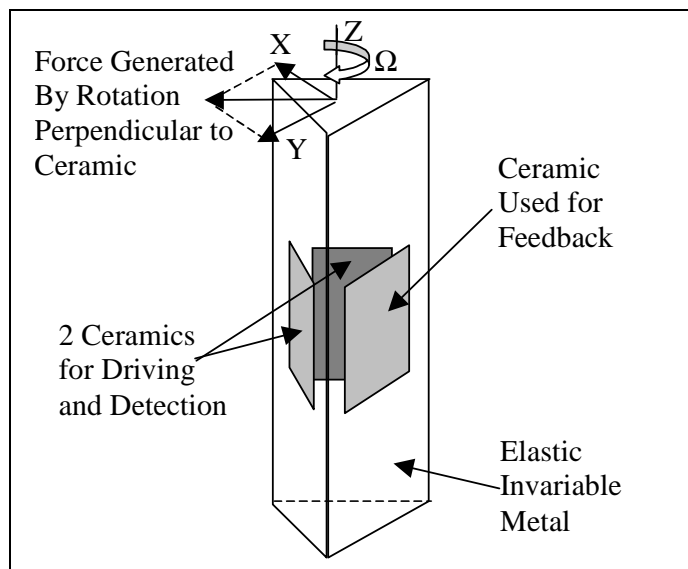 Force Generated
By Rotation
Perpendicular to
Ceramic
X
Z
Ω
Y
Ceramic
Used for
Feedback
2 Ceramics
for Driving
and Detection
Elastic
Invariable
Metal